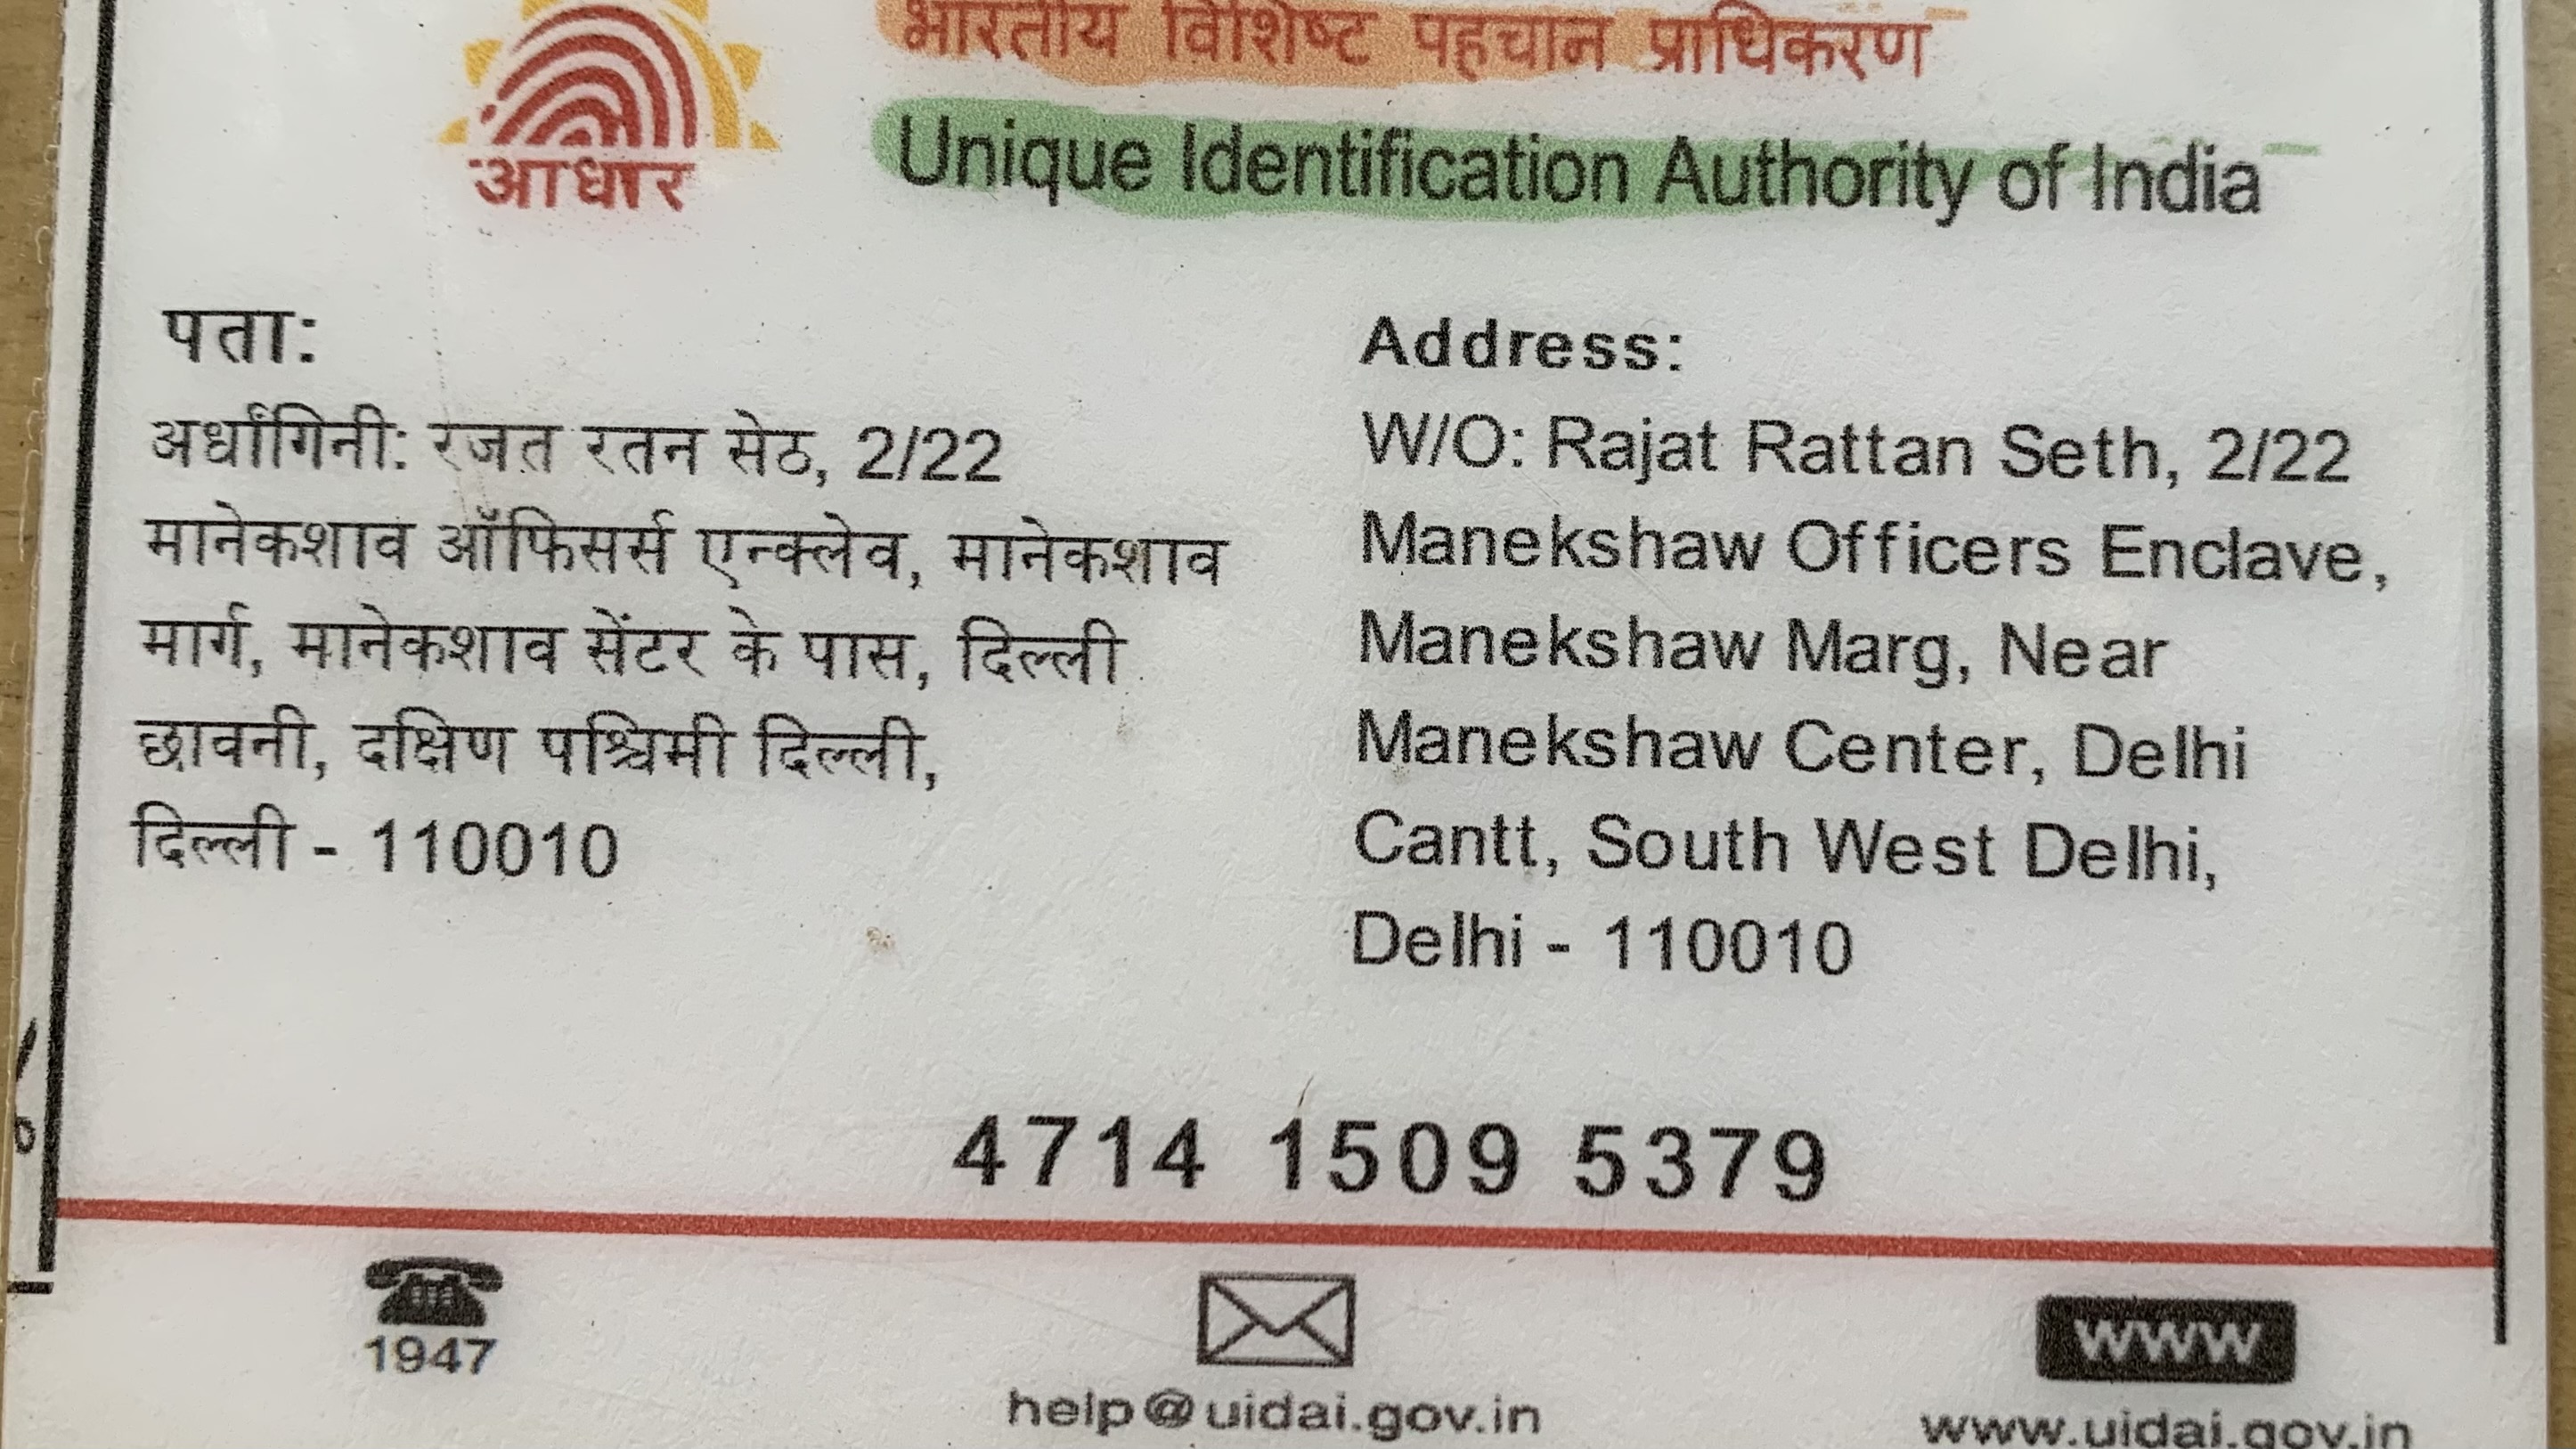 भारतीय विशिष्ट पहचान प्राधिकरण
Unique Identification Authority of India
आधार
पता:
अर्धांगिनी: रजत रतन सेठ, 2/22
मानेकशाव ऑफिसर्स एन्क्लेव, मानेकशाव
मार्ग, मानेकशाव सेंटर के पास, दिल्ली
छावनी, दक्षिण पश्चिमी दिल्ली,
दिल्ली - 110010
Address:
W/O: Rajat Rattan Seth, 2/22
Manekshaw Officers Enclave,
Manekshaw Marg, Near
Manekshaw Center, Delhi
Cantt, South West Delhi,
Delhi - 110010
4714 1509 5379
1947
help@uidai.gov.in
www
www.uidai.gov.in